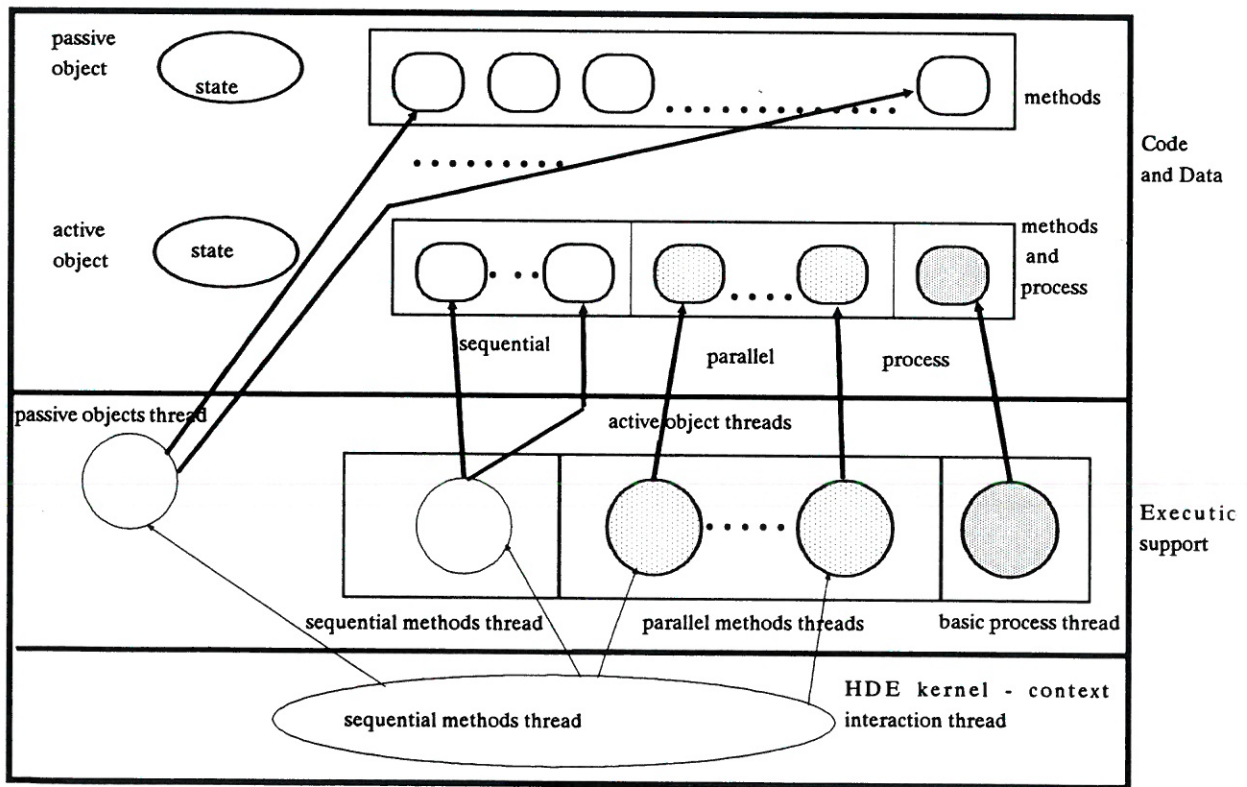 passive
object
state
methods
Code
and Data
active
object
state
methods
and
process
sequential
parallel
process
passive objects thread
active object threads
Executic
support
sequential methods thread
parallel methods threads
basic process thread
HDE kernel - context
sequential methods thread
interaction thread